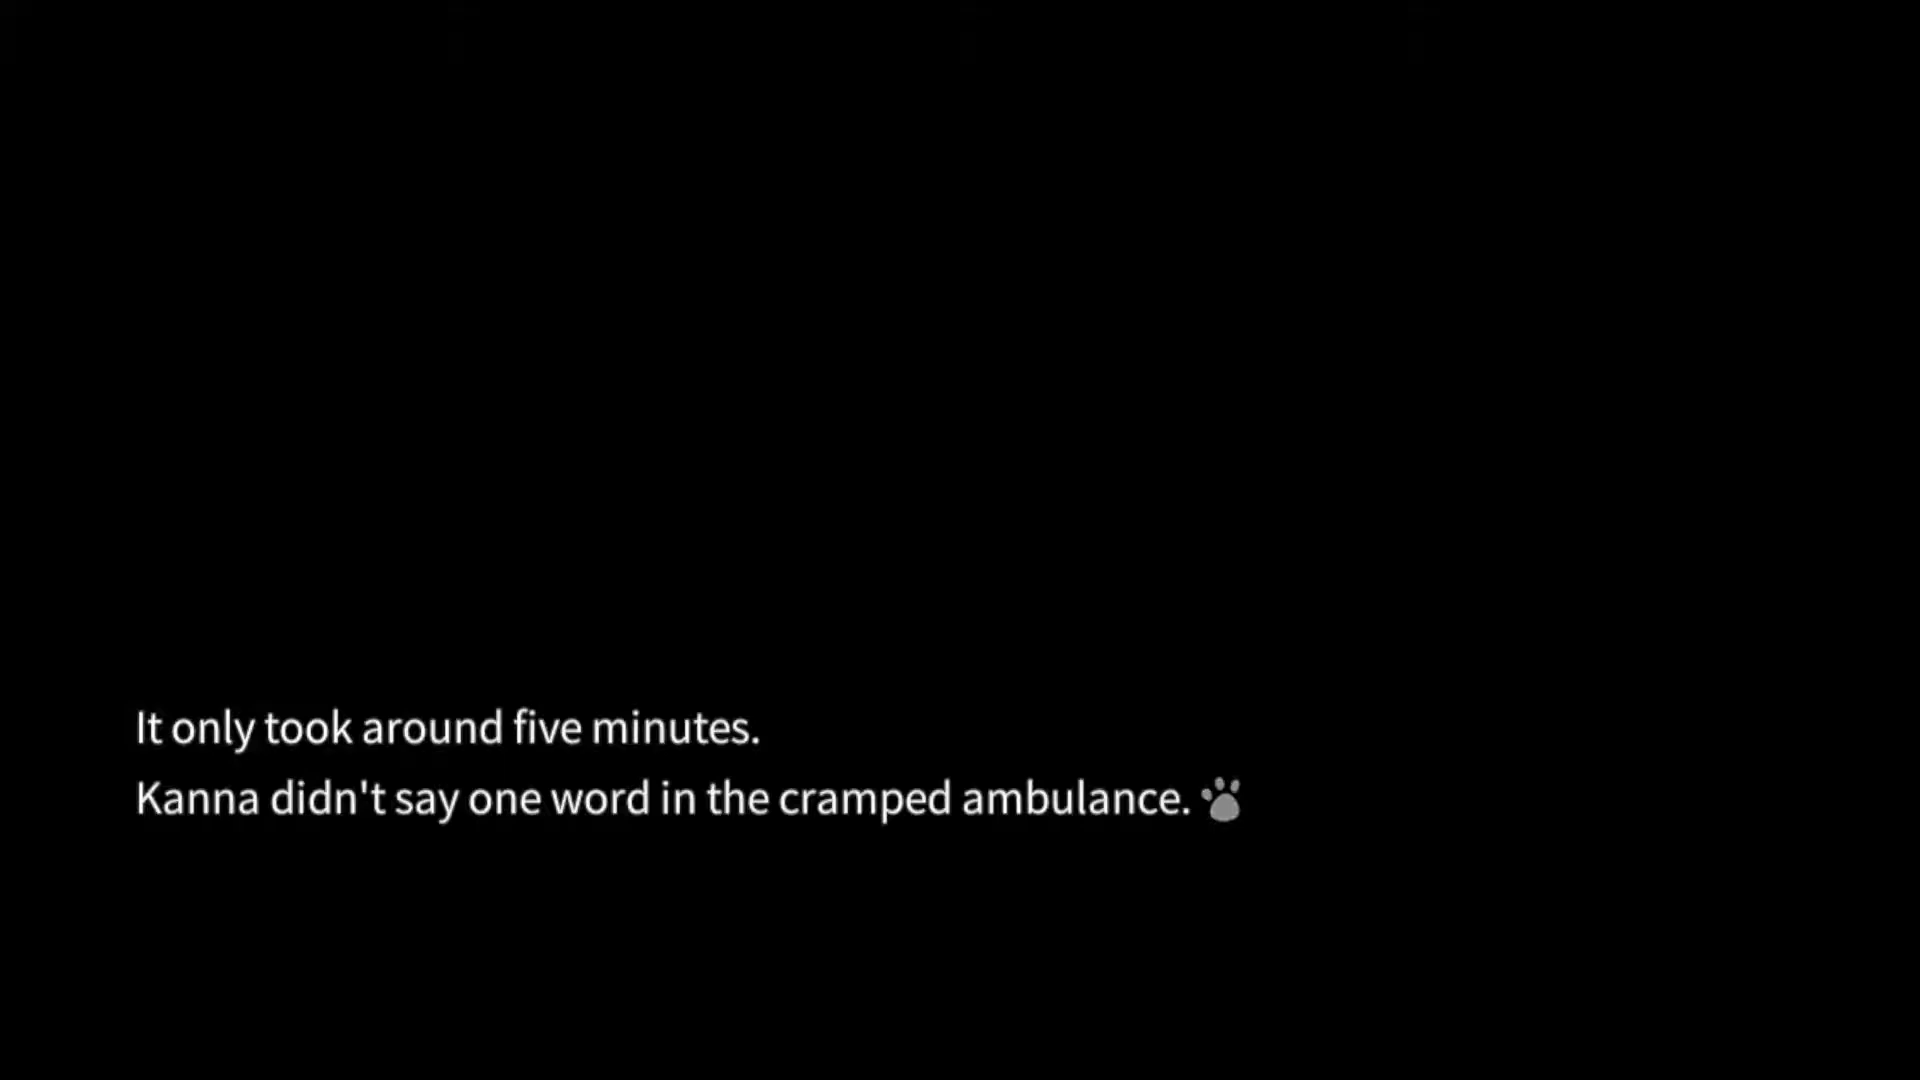 It only took around five minutes.
Kanna didn't say one word in the cramped ambulance.